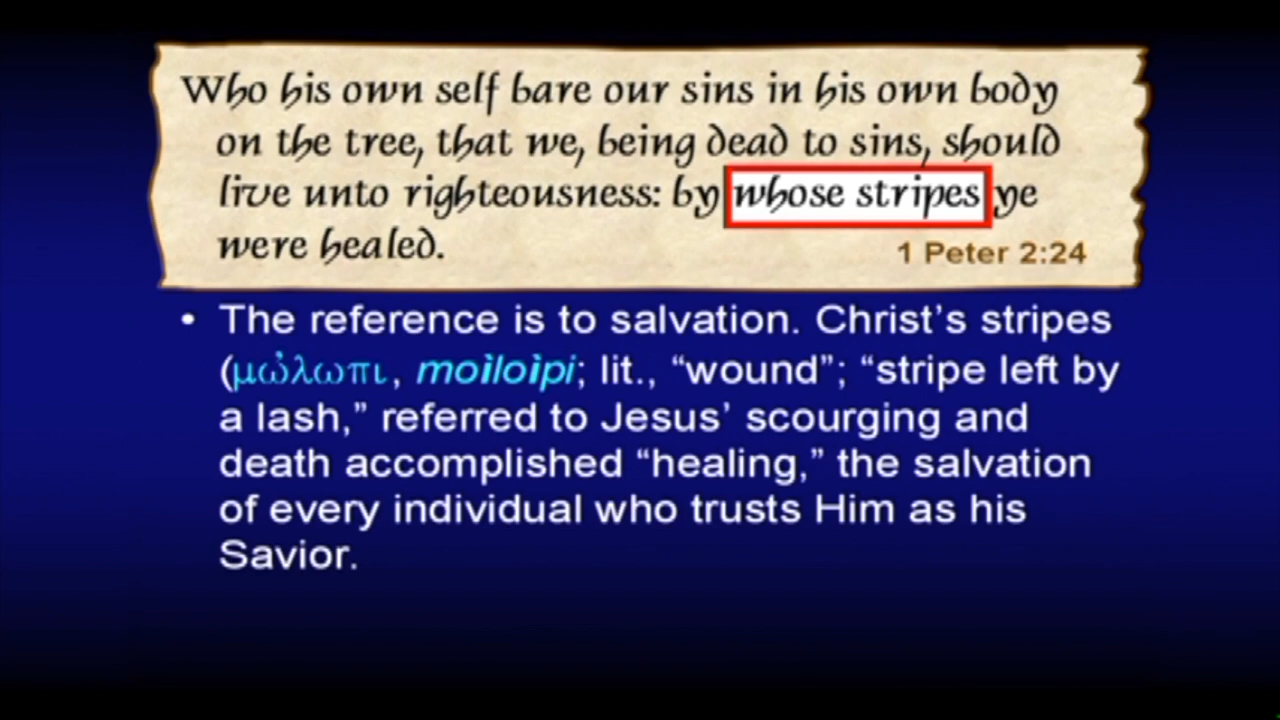 Who his own self bare our sins in his own body
on the tree, that we, being dead to sins, should
live unto righteousness: by whose stripes ye
were healed.
1 Peter 2:24
• The reference is to salvation. Christ’s stripes
(μὠλωπι, moìloìpi; lit., “wound”; “stripe left by
a lash,” referred to Jesus’ scourging and
death accomplished “healing,” the salvation
of every individual who trusts Him as his
Savior.